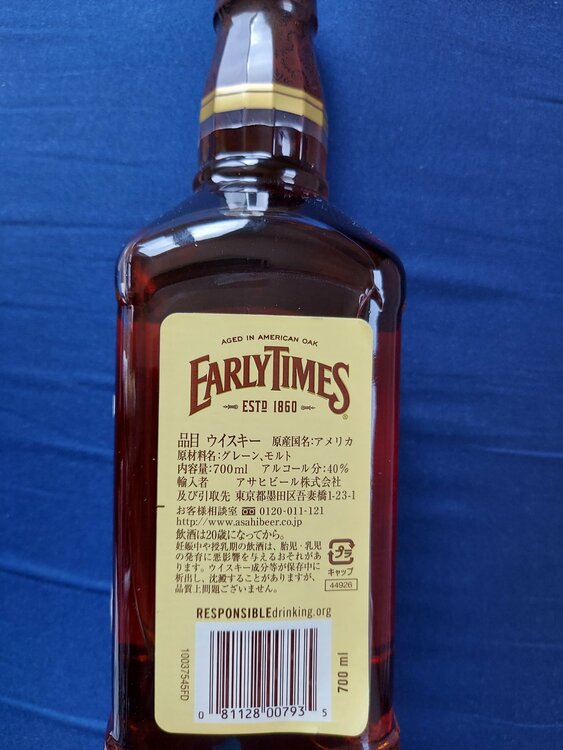 AGED IN AMERICAN OAK
EARLYTIMES
ESTD 1860
品目 ウイスキー 原産国名:アメリカ
原材料名:グレーン、モルト
内容量:700ml アルコール分:40%
輸入者 アサヒビール株式会社
及び引取先 東京都墨田区吾妻橋1-23-1
お客様相談室 ☎ 0120-011-121
http://www.asahibeer.co.jp
飲酒は20歳になってから。
妊娠中や授乳期の飲酒は、胎児・乳児
の発育に悪影響を与えるおそれがあ
ります。ウイスキー成分等が保存中に
析出し、沈澱することがありますが、
品質上問題ございません。
プラ
キャップ
44926
RESPONSIBLEdrinking.org
10037545FD
700 ml
0 81128 00793 5